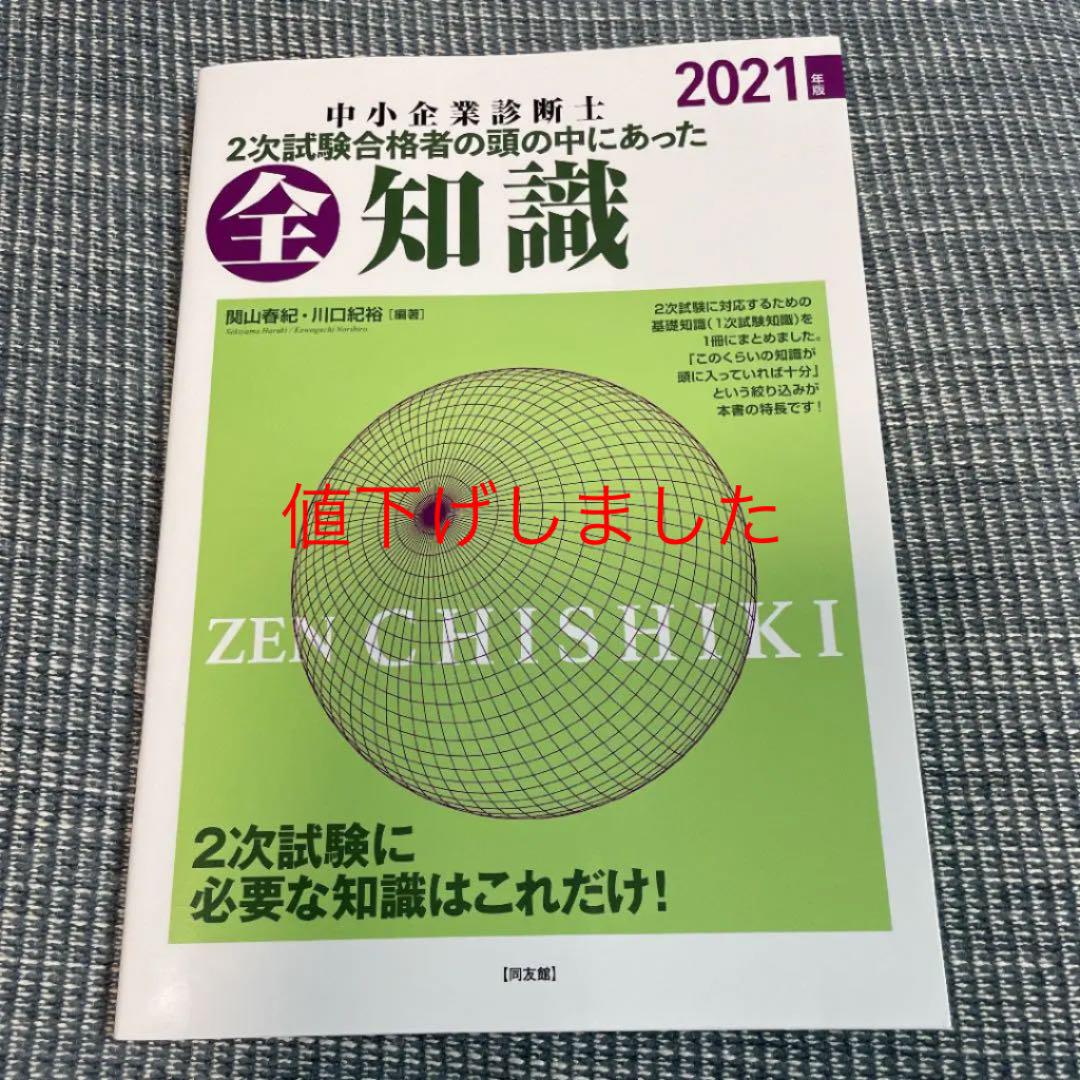 2021年版
中小企業診断士
2次試験合格者の頭の中にあった
全知識
関山春紀・川口紀裕[編著]
Sekiyama Haruki / Kawaguchi Norihiro
2次試験に対応するための
基礎知識(1次試験知識)を
1冊にまとめました。
『このくらいの知識が
頭に入っていれば十分』
という絞り込みが
本書の特長です!
値下げしました
ZEN CHISHIKI
2次試験に
必要な知識はこれだけ!
【同友館】